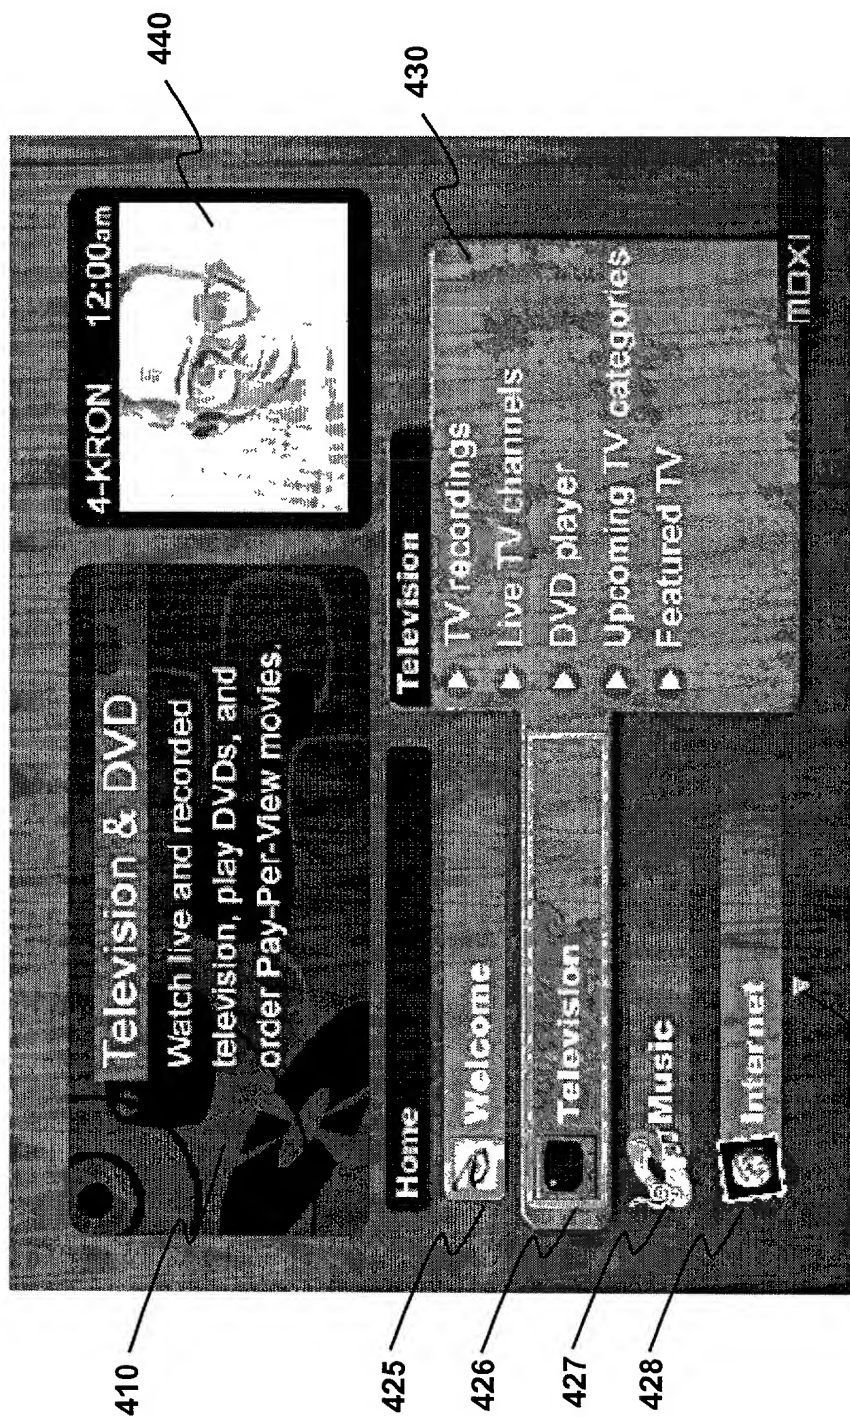 Television & DVD
Watch live and recorded
television, play DVDs, and
order Pay-Per-View movies.
4-KRON 12:00am
Home
Welcome
Television
Music
Internet
Television
TV recordings
Live TV channels
DVD player
Upcoming TV categories
Featured TV
moxi
410
425
426
427
428
430
440